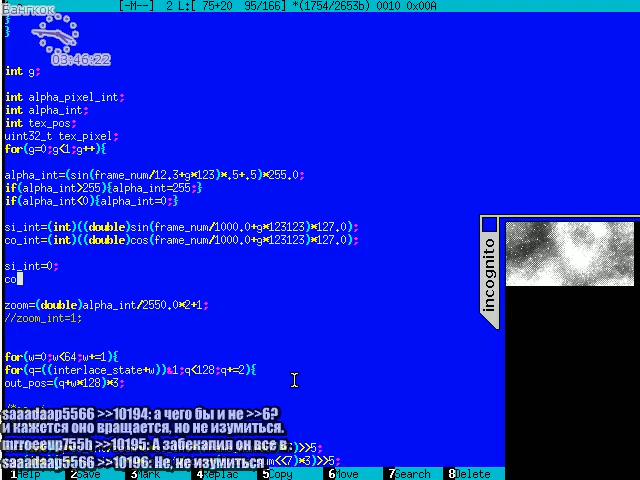 [-M--] 2 L:[ 75+20 95/166] *(1754/2653b) 0010 0x00A
Бангкок
}
}
03:46:22
int g;
int alpha_pixel_int;
int alpha_int;
int tex_pos;
uint32_t tex_pixel;
for(g=0;g<1;g++){
alpha_int=(sin(frame_num/12.3+g*123)*.5+.5)*255.0;
if(alpha_int>255){alpha_int=255;}
if(alpha_int<0){alpha_int=0;}
si_int=(int)((double)sin(frame_num/1000.0+g*123123)*127.0);
co_int=(int)((double)cos(frame_num/1000.0+g*123123)*127.0);
si_int=0;
co
incognito
zoom=(double)alpha_int/2550.0*2+1;
//zoom_int=1;
for(w=0;w<64;w+=1){
for(q=((interlace_state+w))&1;q<128;q+=2){
out_pos=(q+w*128)*3;
saaadaap5566 >>10194: а чего бы и не >>6?
и кажется оно вращается, но не изумиться.
mrroceup755h >>10195: А забекапил он все в
)>>5;
saaadaap5566 >>10196: Не, не изумиться
um<<7)*3)>>5;
1Help 2Save 3Mark 4Replac 5Copy 6Move 7Search 8Delete